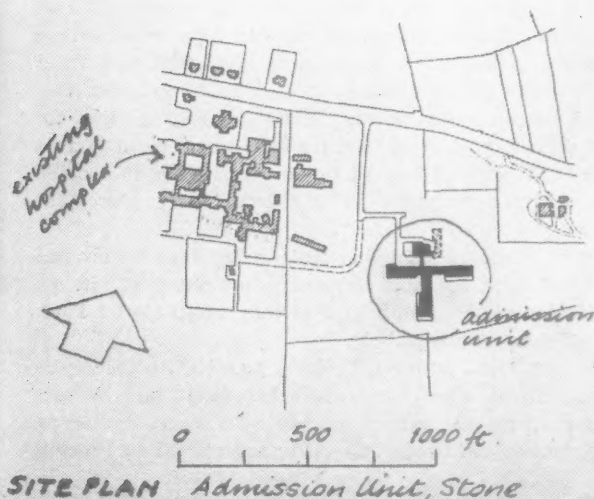 existing
hospital
complex
admission
unit
0 500 1000 ft.
SITE PLAN Admission Unit, Stone